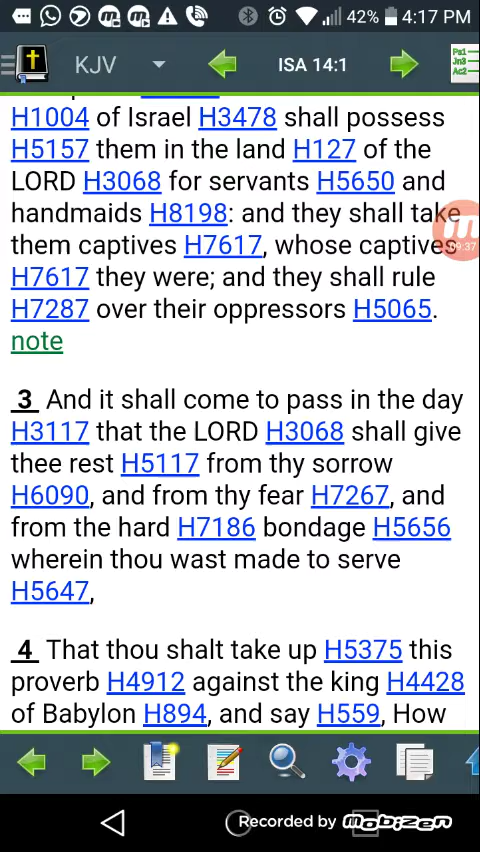 42% 4:17 PM
KJV ISA 14:1
Ps1
Jn3
Ac2
H1004 of Israel H3478 shall possess
H5157 them in the land H127 of the
LORD H3068 for servants H5650 and
handmaids H8198: and they shall take
them captives H7617, whose captives
09:37
H7617 they were; and they shall rule
H7287 over their oppressors H5065.
note
3 And it shall come to pass in the day
H3117 that the LORD H3068 shall give
thee rest H5117 from thy sorrow
H6090, and from thy fear H7267, and
from the hard H7186 bondage H5656
wherein thou wast made to serve
H5647,
4 That thou shalt take up H5375 this
proverb H4912 against the king H4428
of Babylon H894, and say H559, How
Recorded by Mobizen